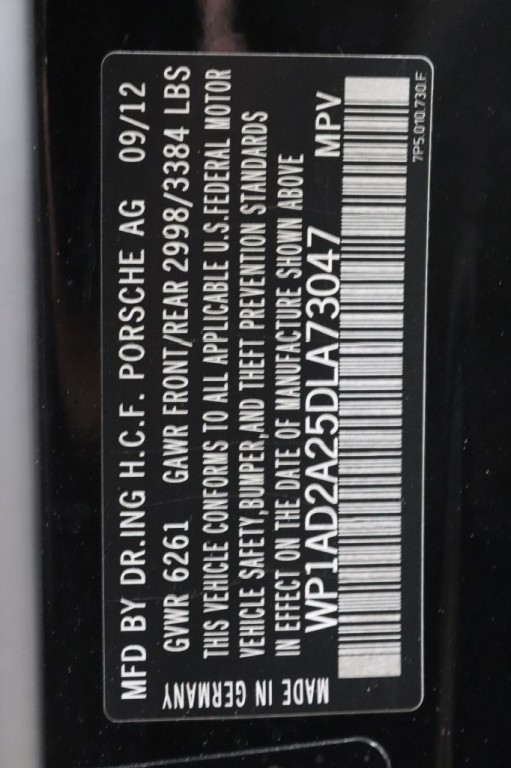 MFD BY DR.ING H.C.F. PORSCHE AG 09/12
GVWR 6261 GAWR FRONT/REAR 2998/3384 LBS
THIS VEHICLE CONFORMS TO ALL APPLICABLE U.S.FEDERAL MOTOR
VEHICLE SAFETY,BUMPER,AND THEFT PREVENTION STANDARDS
IN EFFECT ON THE DATE OF MANUFACTURE SHOWN ABOVE
WP1AD2A25DLA73047 MPV
MADE IN GERMANY
7P5.010.730.F